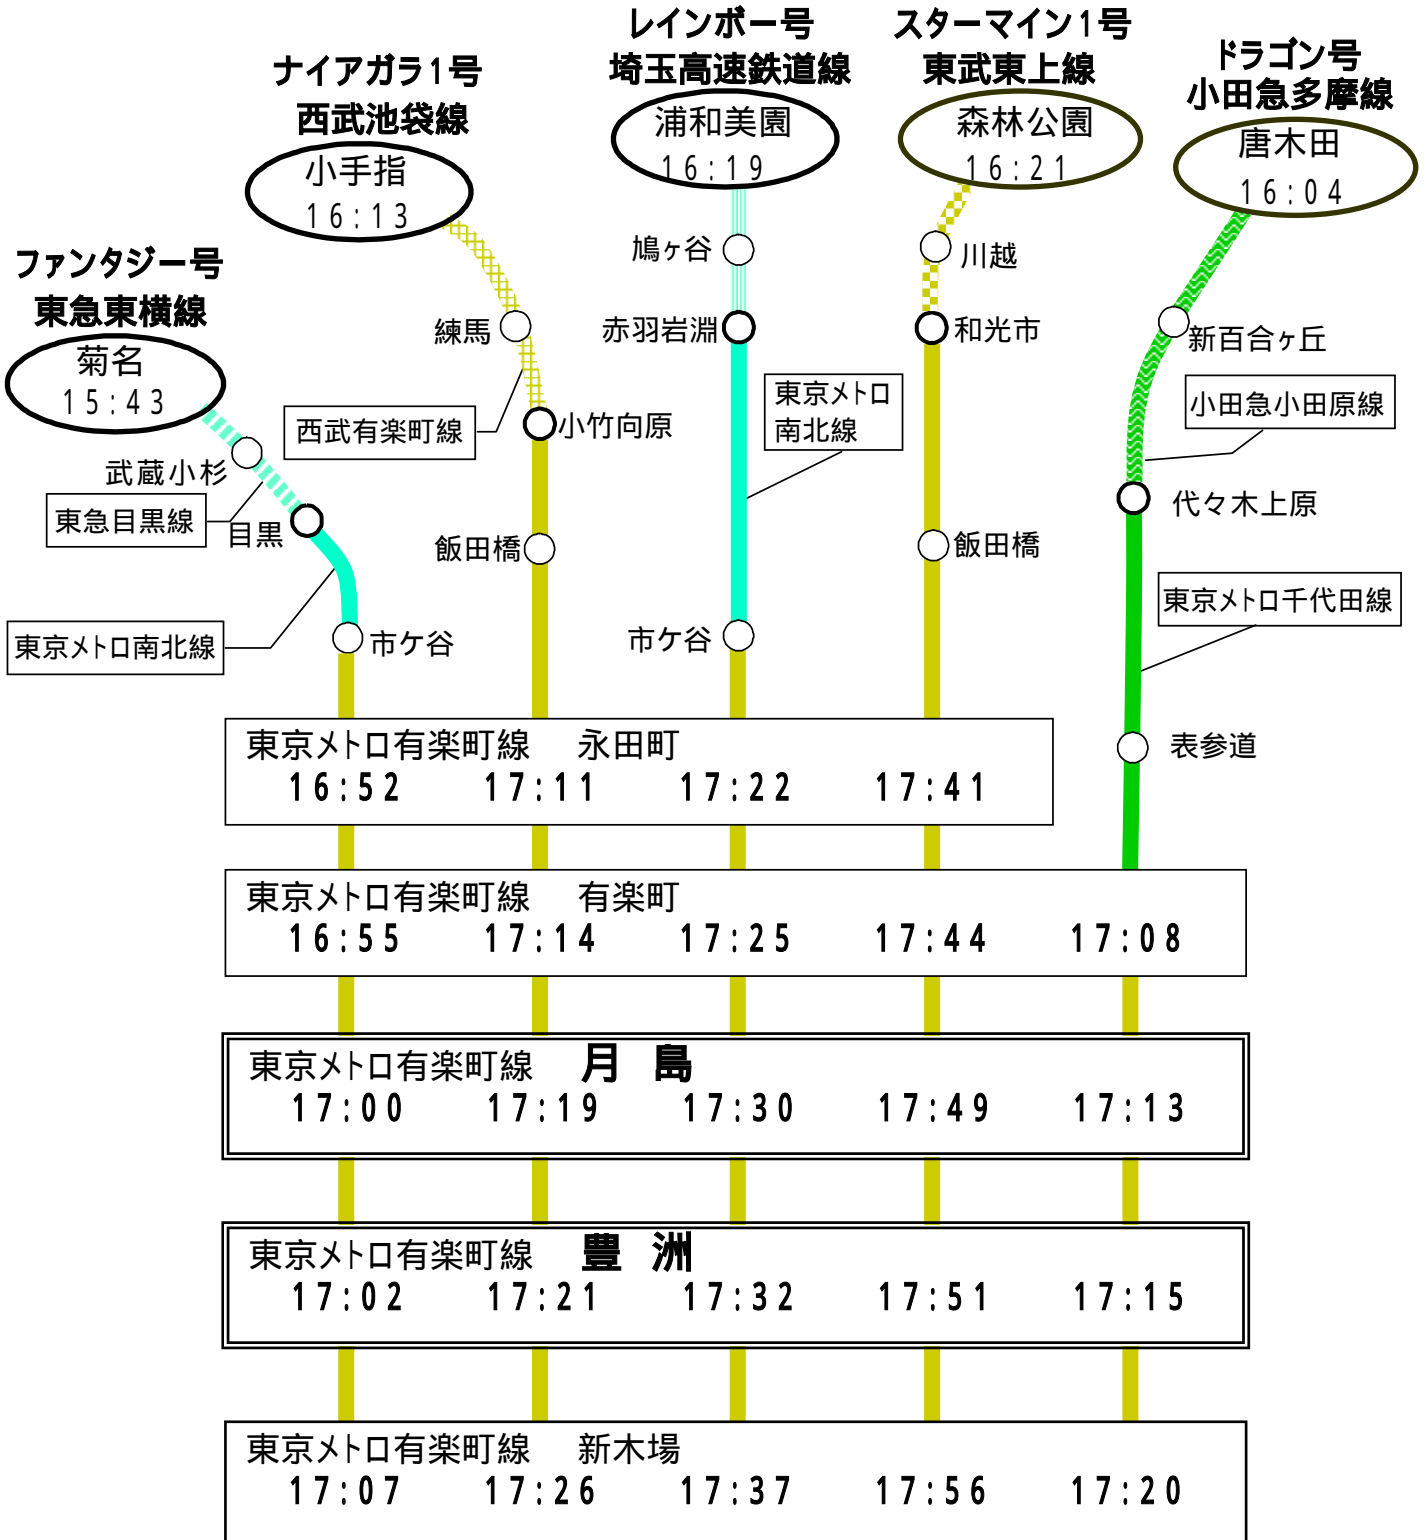 レインボー号
埼玉高速鉄道線
浦和美園
16:19
スターマイン1号
東武東上線
森林公園
16:21
ドラゴン号
小田急多摩線
唐木田
16:04
ナイアガラ1号
西武池袋線
小手指
16:13
ファンタジー号
東急東横線
菊名
15:43
鳩ヶ谷
川越
練馬
赤羽岩淵
和光市
新百合ヶ丘
東京メトロ
南北線
小田急小田原線
西武有楽町線
小竹向原
武蔵小杉
東急目黒線
目黒
代々木上原
飯田橋
飯田橋
東京メトロ千代田線
東京メトロ南北線
市ケ谷
市ケ谷
表参道
東京メトロ有楽町線 永田町
16:52 17:11 17:22 17:41
東京メトロ有楽町線 有楽町
16:55 17:14 17:25 17:44 17:08
東京メトロ有楽町線 月 島
17:00 17:19 17:30 17:49 17:13
東京メトロ有楽町線 豊 洲
17:02 17:21 17:32 17:51 17:15
東京メトロ有楽町線 新木場
17:07 17:26 17:37 17:56 17:20